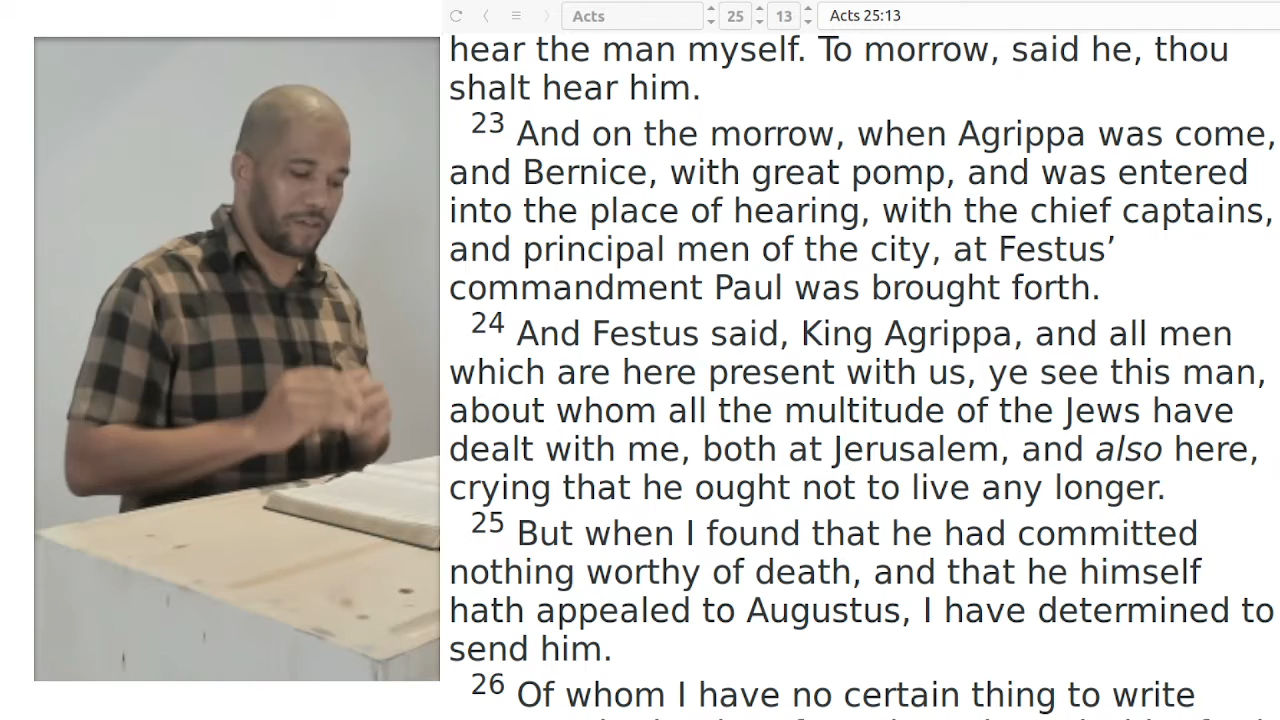 Acts 25 13 Acts 25:13
hear the man myself. To morrow, said he, thou
shalt hear him.
23 And on the morrow, when Agrippa was come,
and Bernice, with great pomp, and was entered
into the place of hearing, with the chief captains,
and principal men of the city, at Festus’
commandment Paul was brought forth.
24 And Festus said, King Agrippa, and all men
which are here present with us, ye see this man,
about whom all the multitude of the Jews have
dealt with me, both at Jerusalem, and also here,
crying that he ought not to live any longer.
25 But when I found that he had committed
nothing worthy of death, and that he himself
hath appealed to Augustus, I have determined to
send him.
26 Of whom I have no certain thing to write